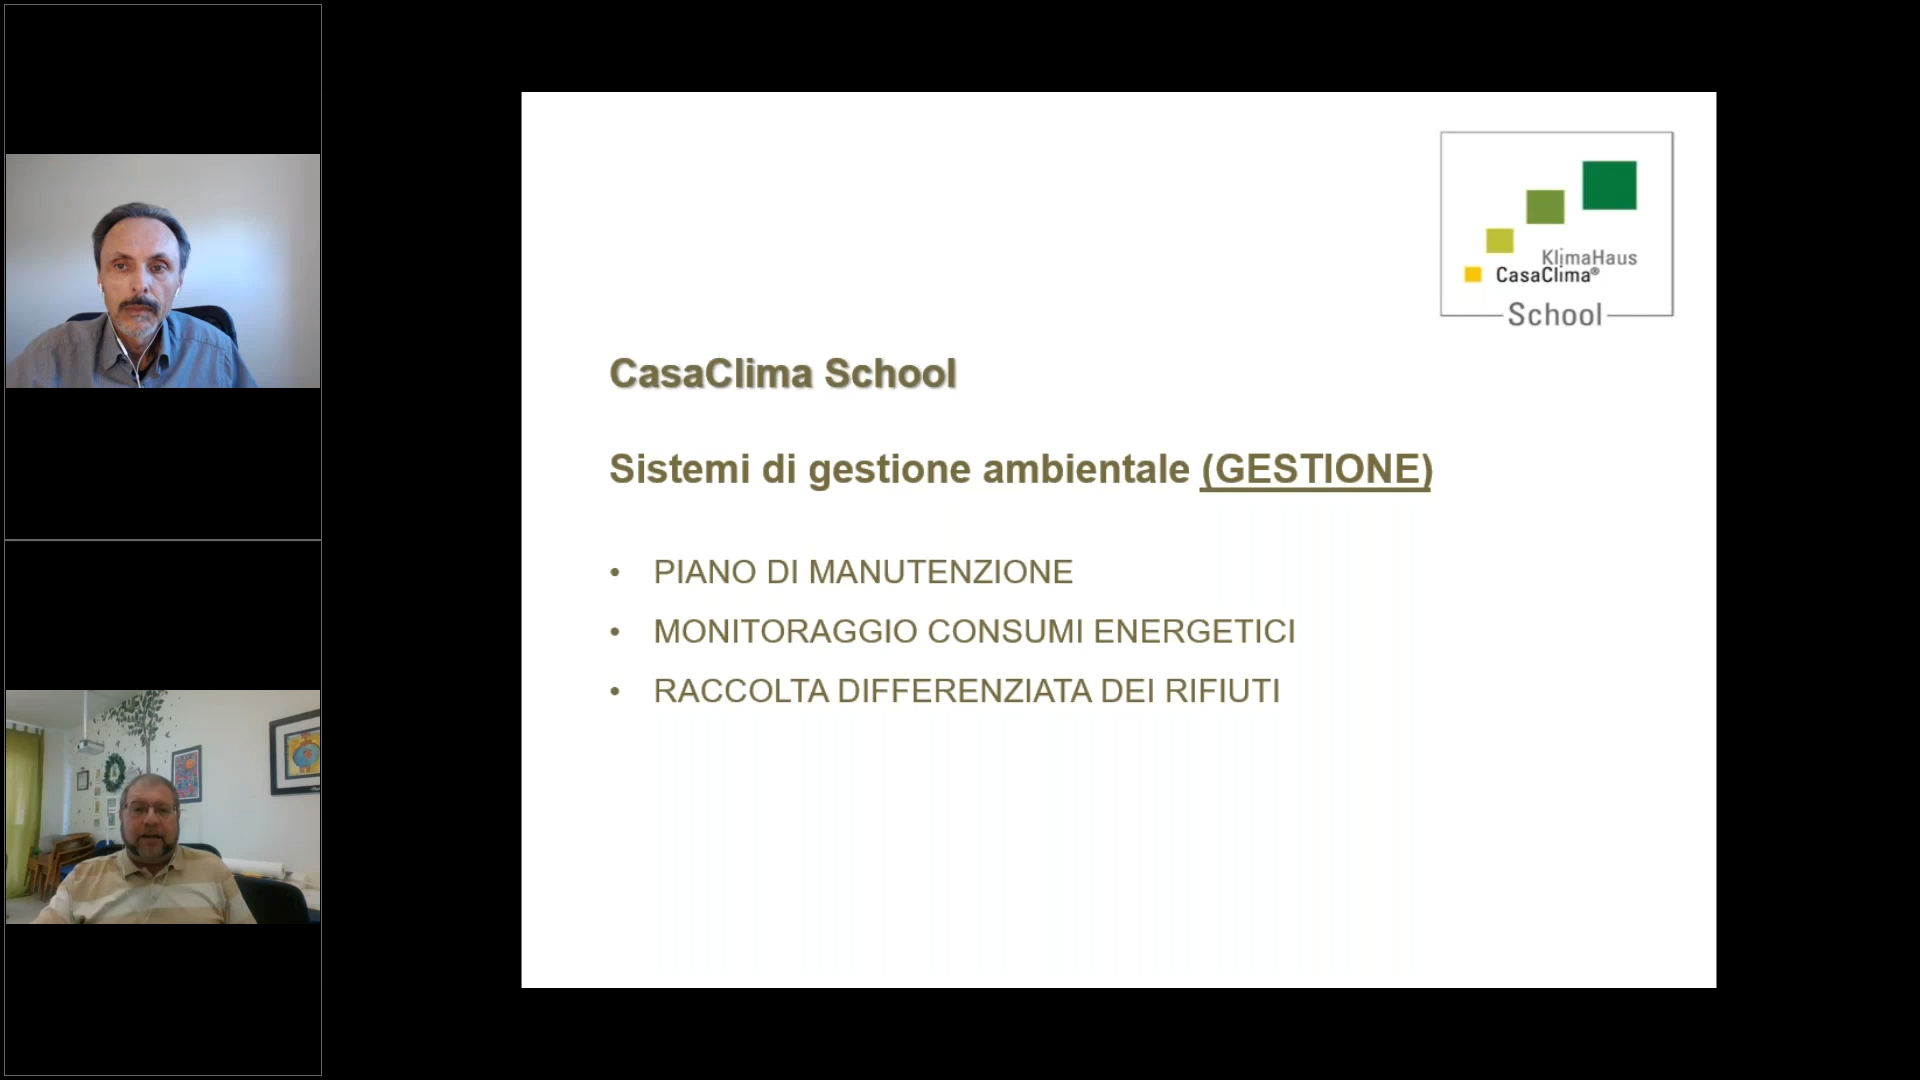 KlimaHaus
CasaClima®
School
CasaClima School
Sistemi di gestione ambientale (GESTIONE)
• PIANO DI MANUTENZIONE
• MONITORAGGIO CONSUMI ENERGETICI
• RACCOLTA DIFFERENZIATA DEI RIFIUTI